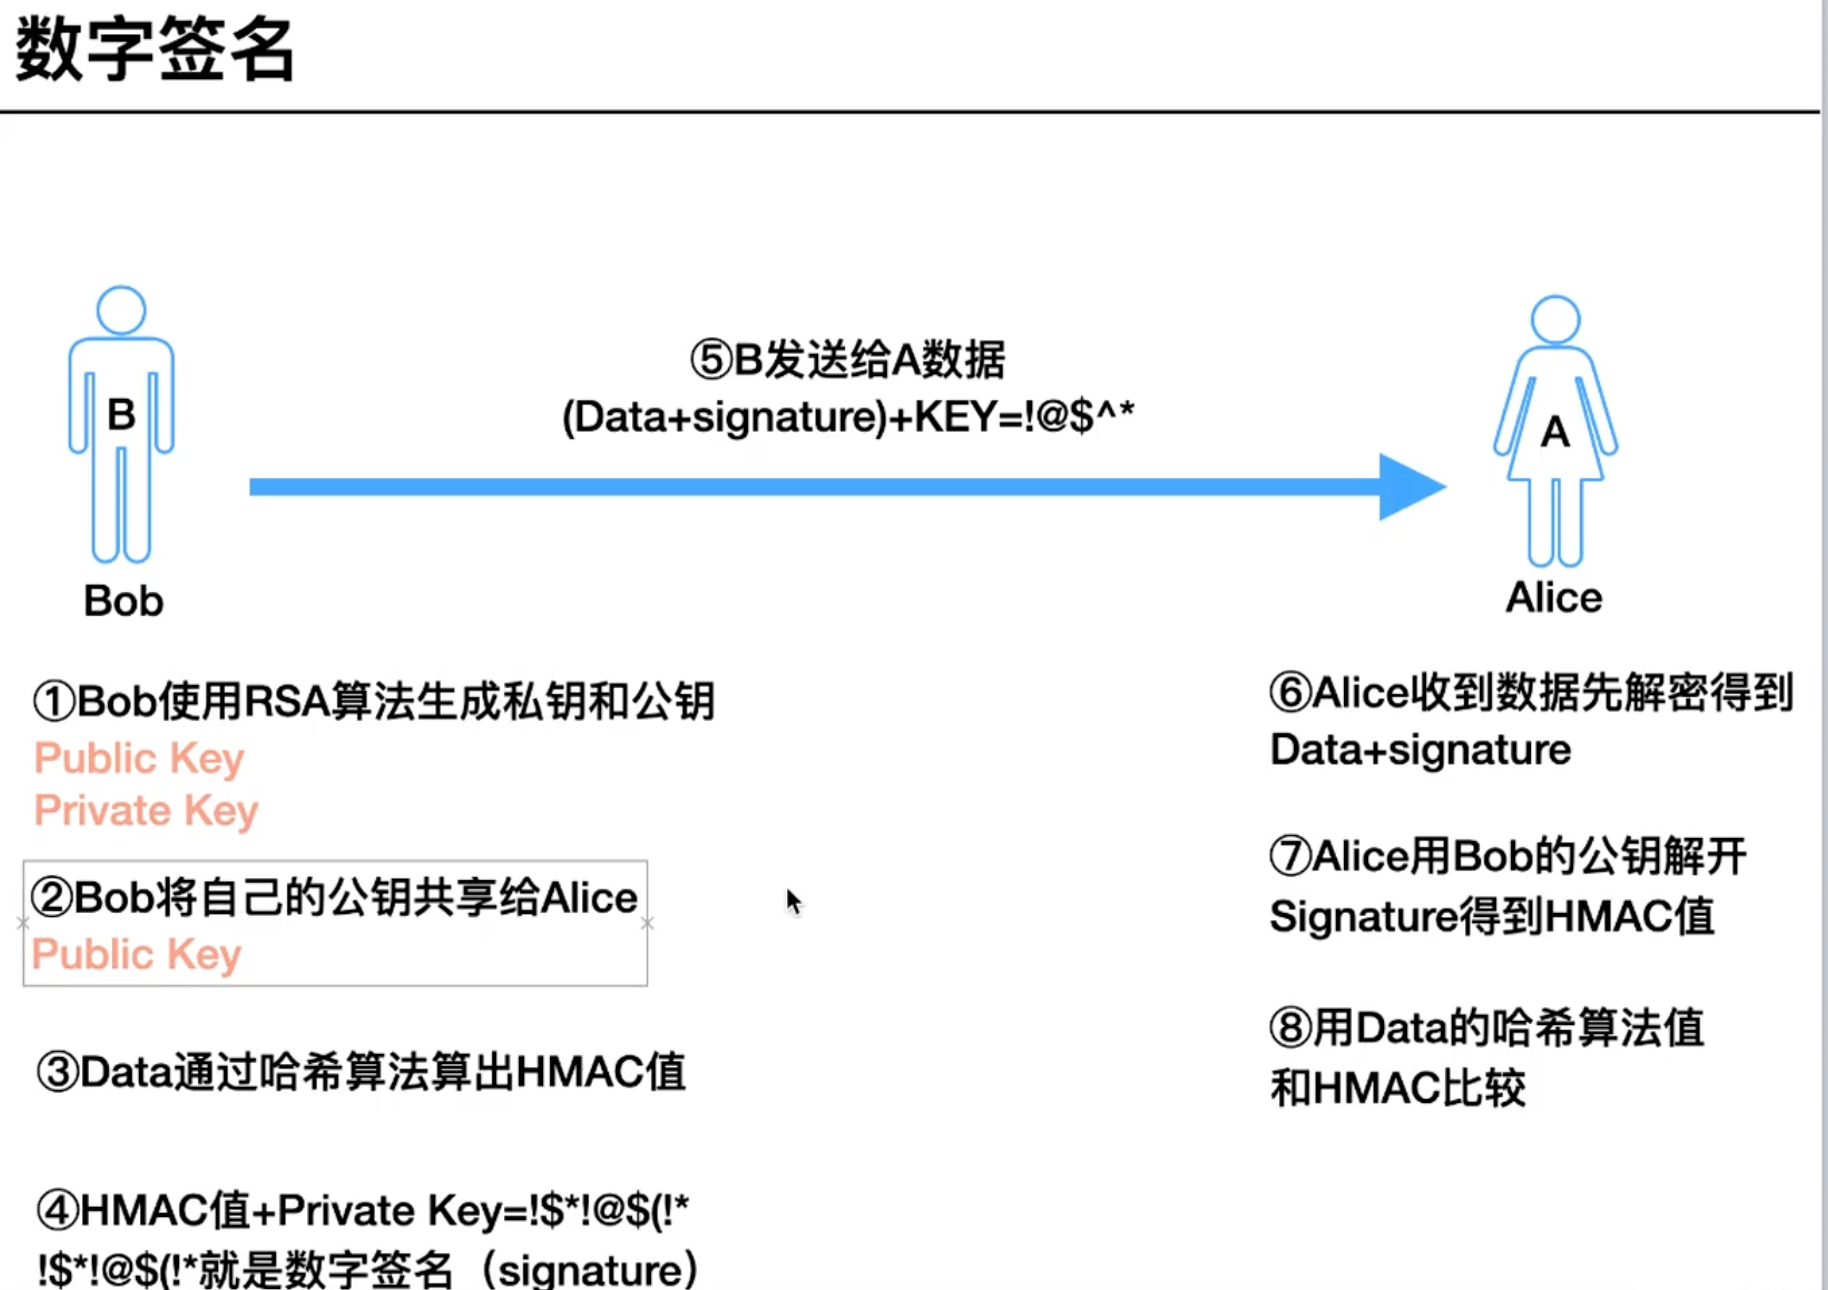 数字签名
⑤B发送给A数据
(Data+signature)+KEY=!@$^*
B
A
Bob
Alice
①Bob使用RSA算法生成私钥和公钥
Public Key
Private Key
②Bob将自己的公钥共享给Alice
Public Key
③Data通过哈希算法算出HMAC值
④HMAC值+Private Key=!$*!@$(!*
!$*!@$(!*就是数字签名（signature）
⑥Alice收到数据先解密得到
Data+signature
⑦Alice用Bob的公钥解开
Signature得到HMAC值
⑧用Data的哈希算法值
和HMAC比较